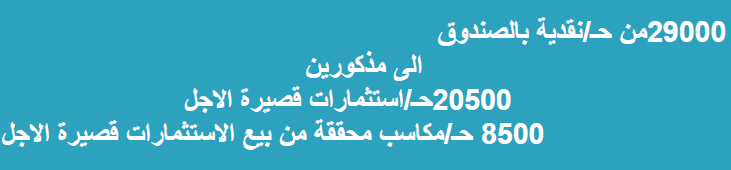 29000من حـ/نقدية بالصندوق
الى مذكورين
20500حـ/استثمارات قصيرة الاجل
8500 حـ/مكاسب محققة من بيع الاستثمارات قصيرة الاجل